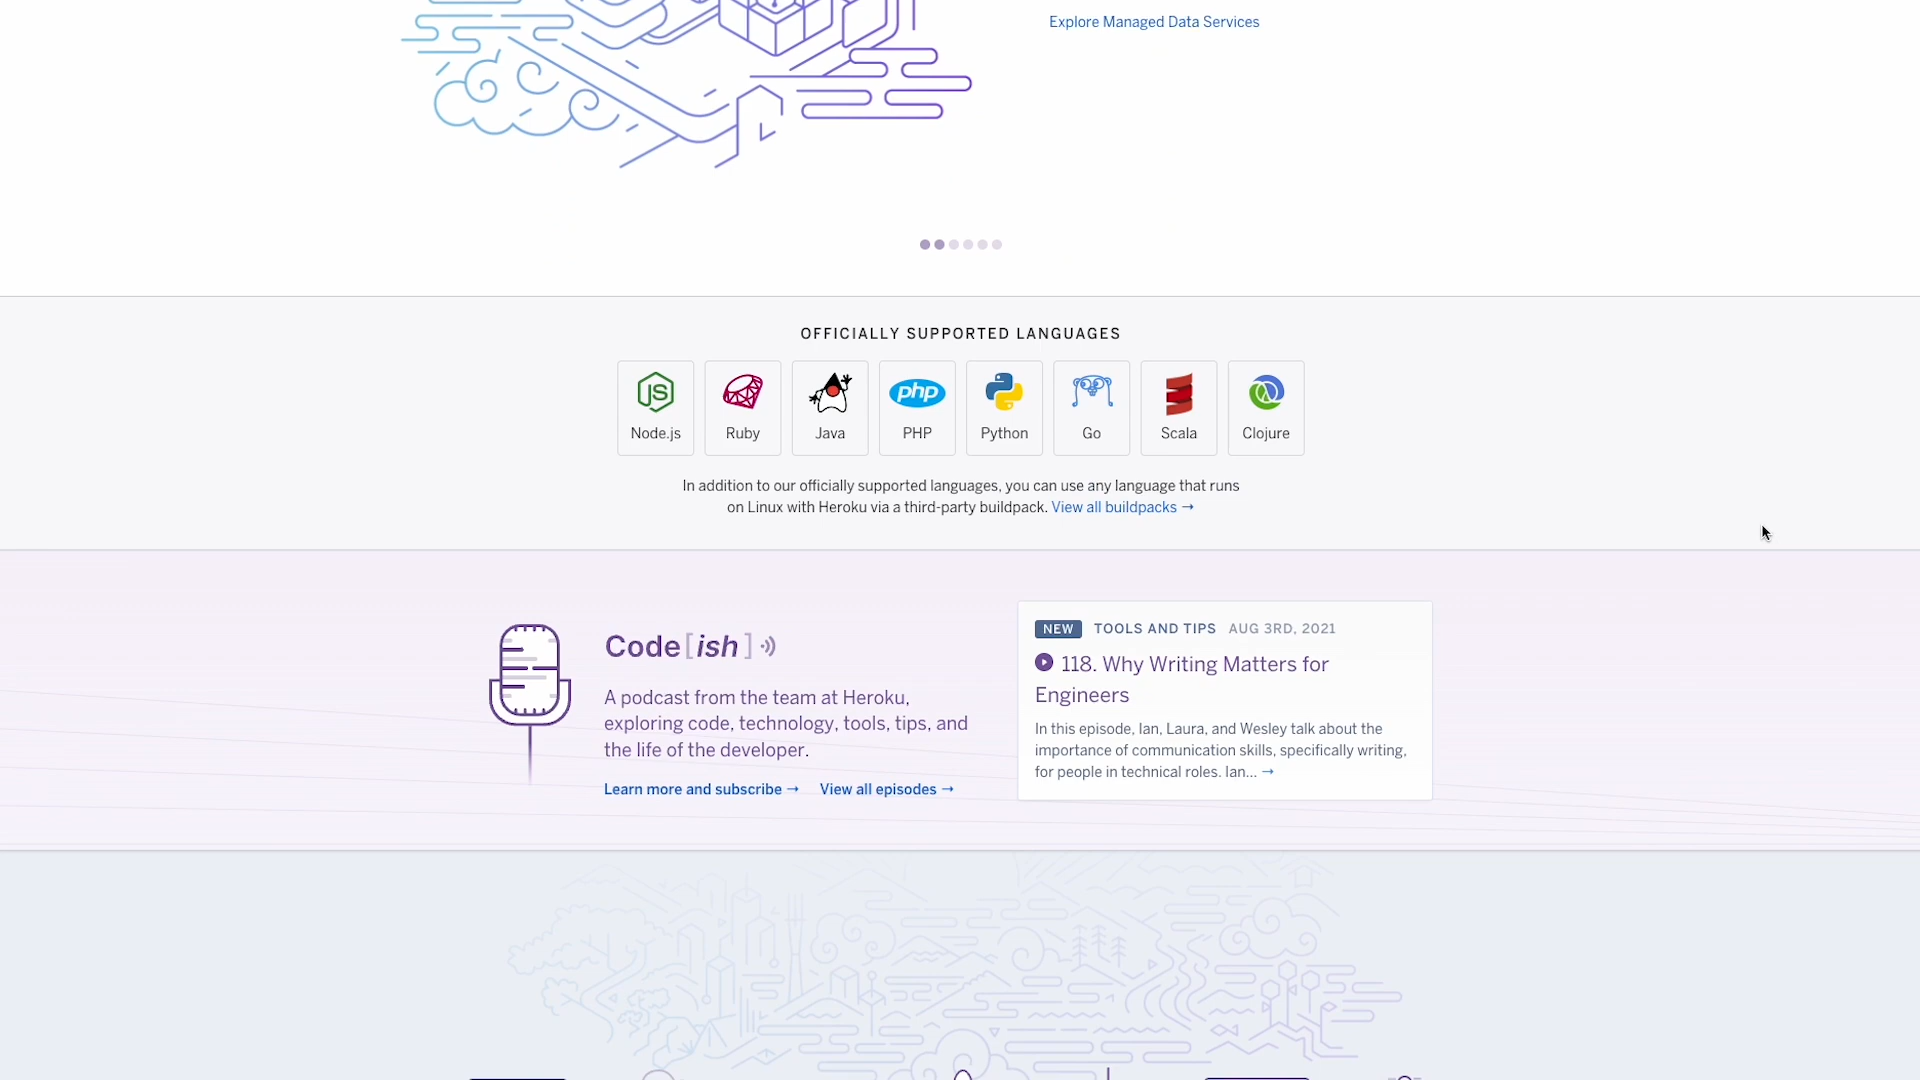 Explore Managed Data Services
OFFICIALLY SUPPORTED LANGUAGES
JS
php
Node.js
Ruby
Java
PHP
Python
Go
Scala
Clojure
In addition to our officially supported languages, you can use any language that runs
on Linux with Heroku via a third-party buildpack. View all buildpacks →
Code[ish]
A podcast from the team at Heroku,
exploring code, technology, tools, tips, and
the life of the developer.
Learn more and subscribe → View all episodes →
NEW TOOLS AND TIPS AUG 3RD, 2021
118. Why Writing Matters for
Engineers
In this episode, Ian, Laura, and Wesley talk about the
importance of communication skills, specifically writing,
for people in technical roles. Ian... →